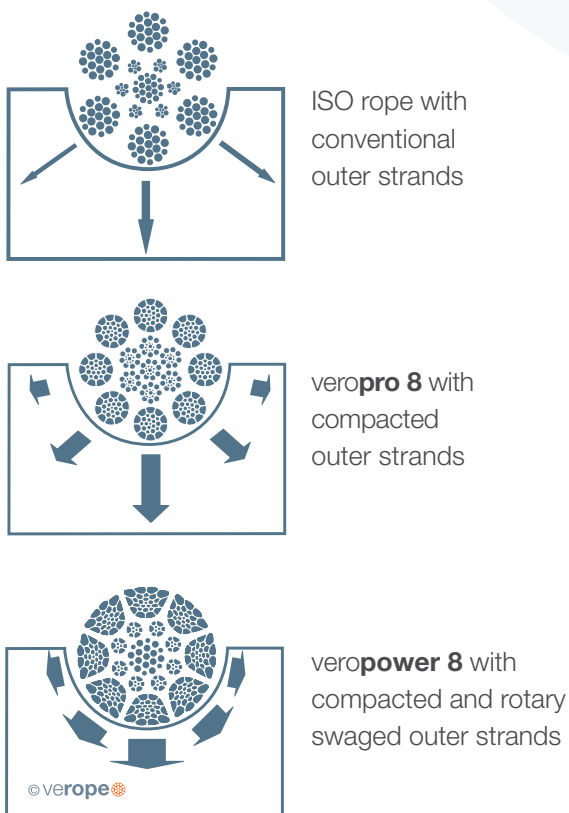 ISO rope with
conventional
outer strands
veropro 8 with
compacted
outer strands
veropower 8 with
compacted and rotary
swaged outer strands
© verope